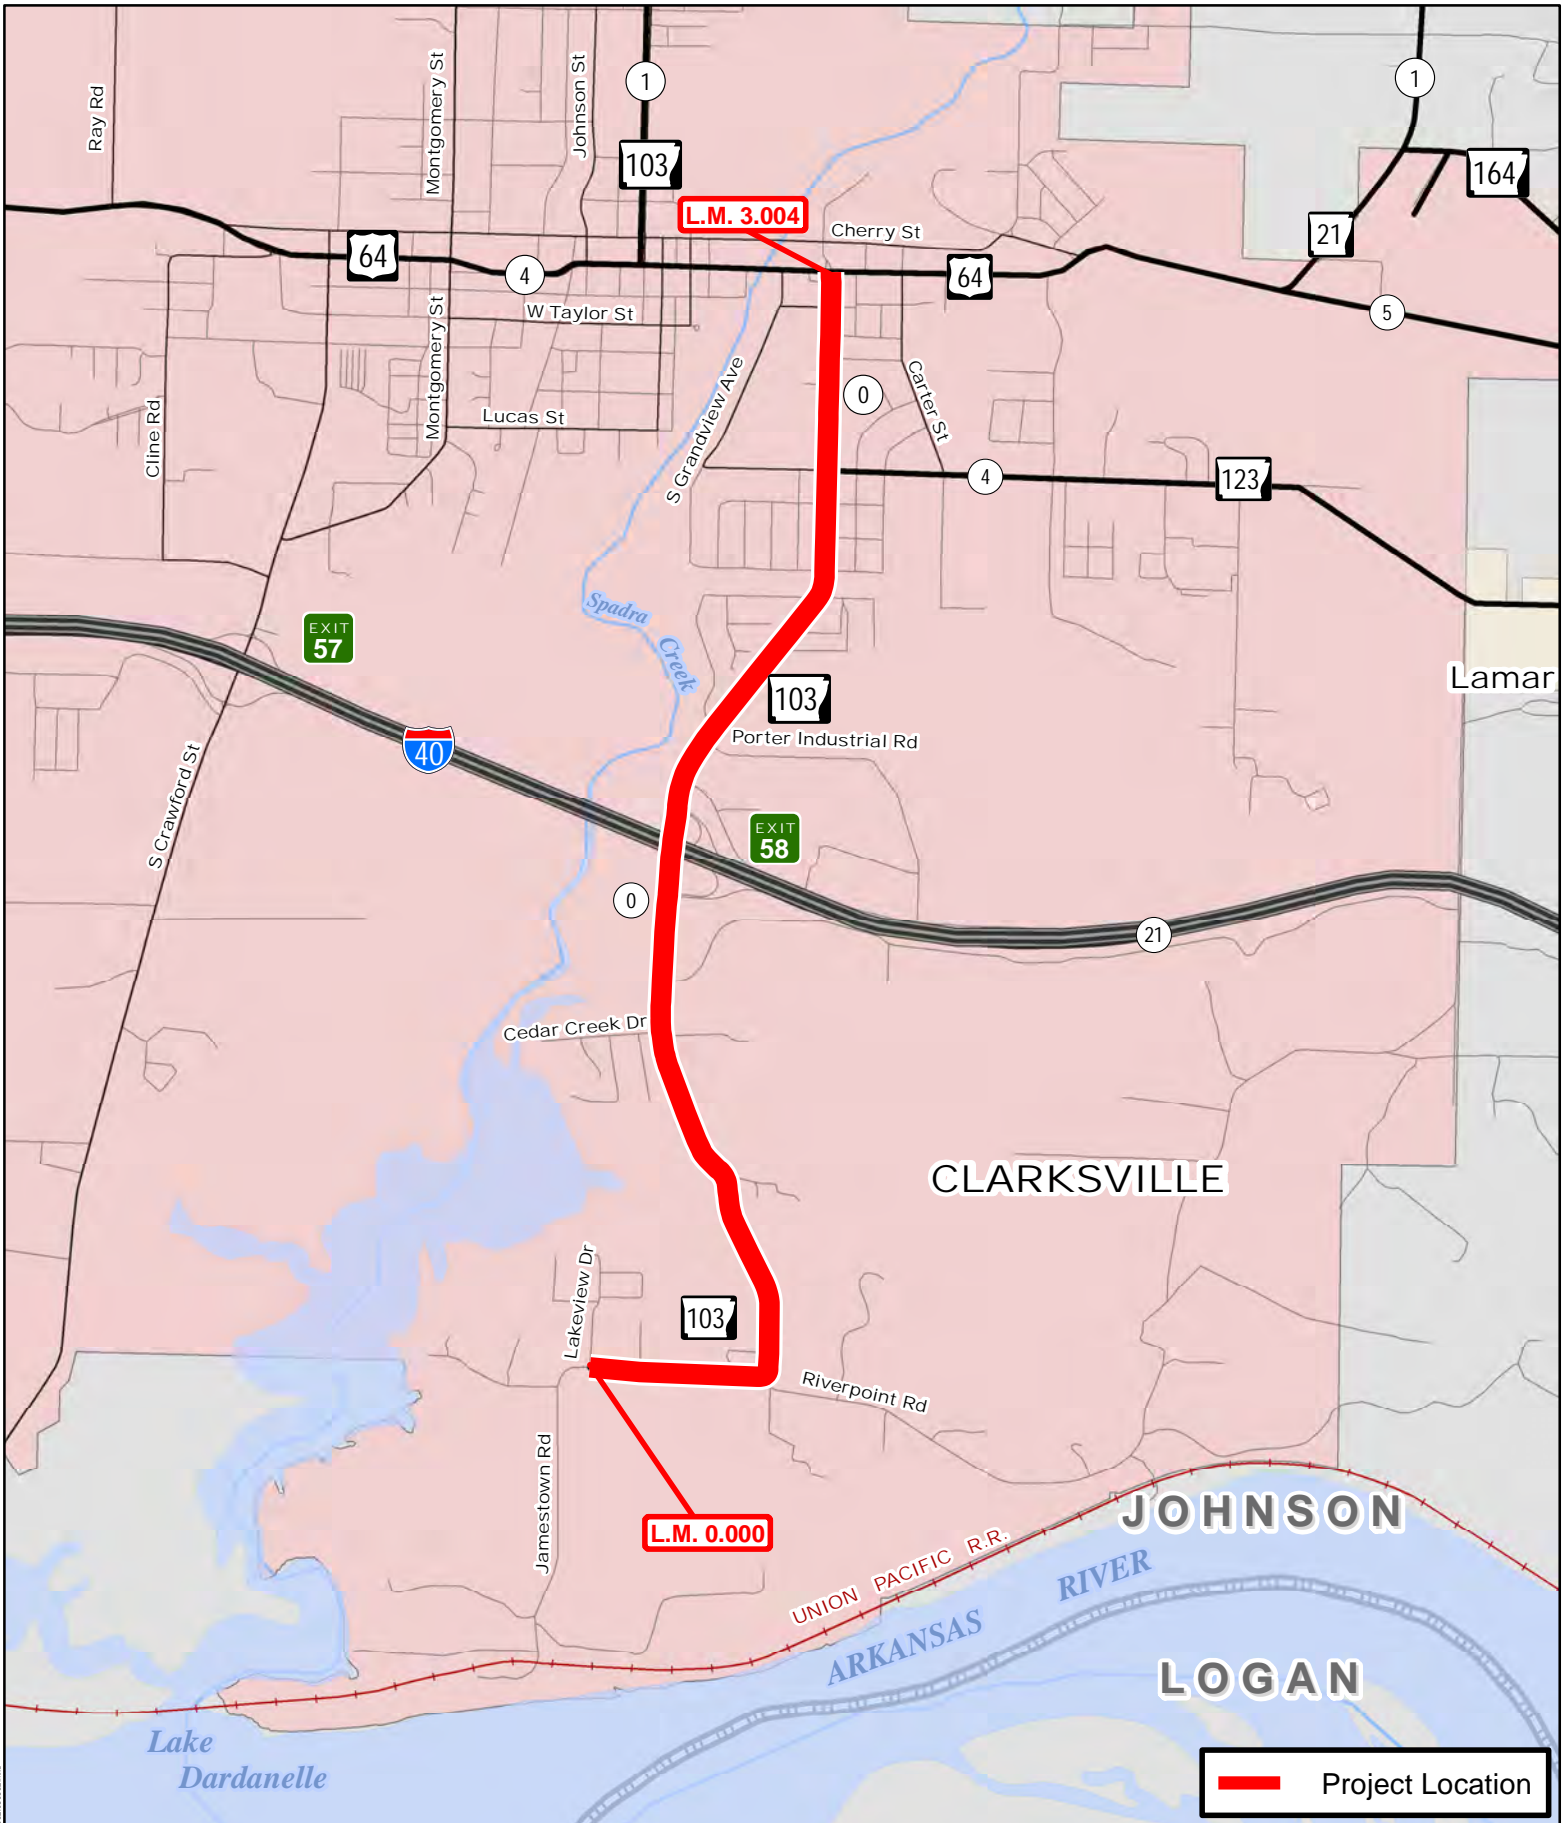 Ray Rd
Montgomery St
Johnson St
1
103
1
164
21
L.M. 3.004
Cherry St
64
4
64
5
W Taylor St
Montgomery St
S Grandview Ave
0
Carter St
Cline Rd
Lucas St
4
123
EXIT
57
Spadra
Creek
Lamar
103
Porter Industrial Rd
40
S Crawford St
EXIT
58
0
21
Cedar Creek Dr
CLARKSVILLE
Lakeview Dr
103
Riverpoint Rd
Jamestown Rd
L.M. 0.000
JOHNSON
UNION PACIFIC R.R.
ARKANSAS RIVER
LOGAN
Lake
Dardanelle
Project Location